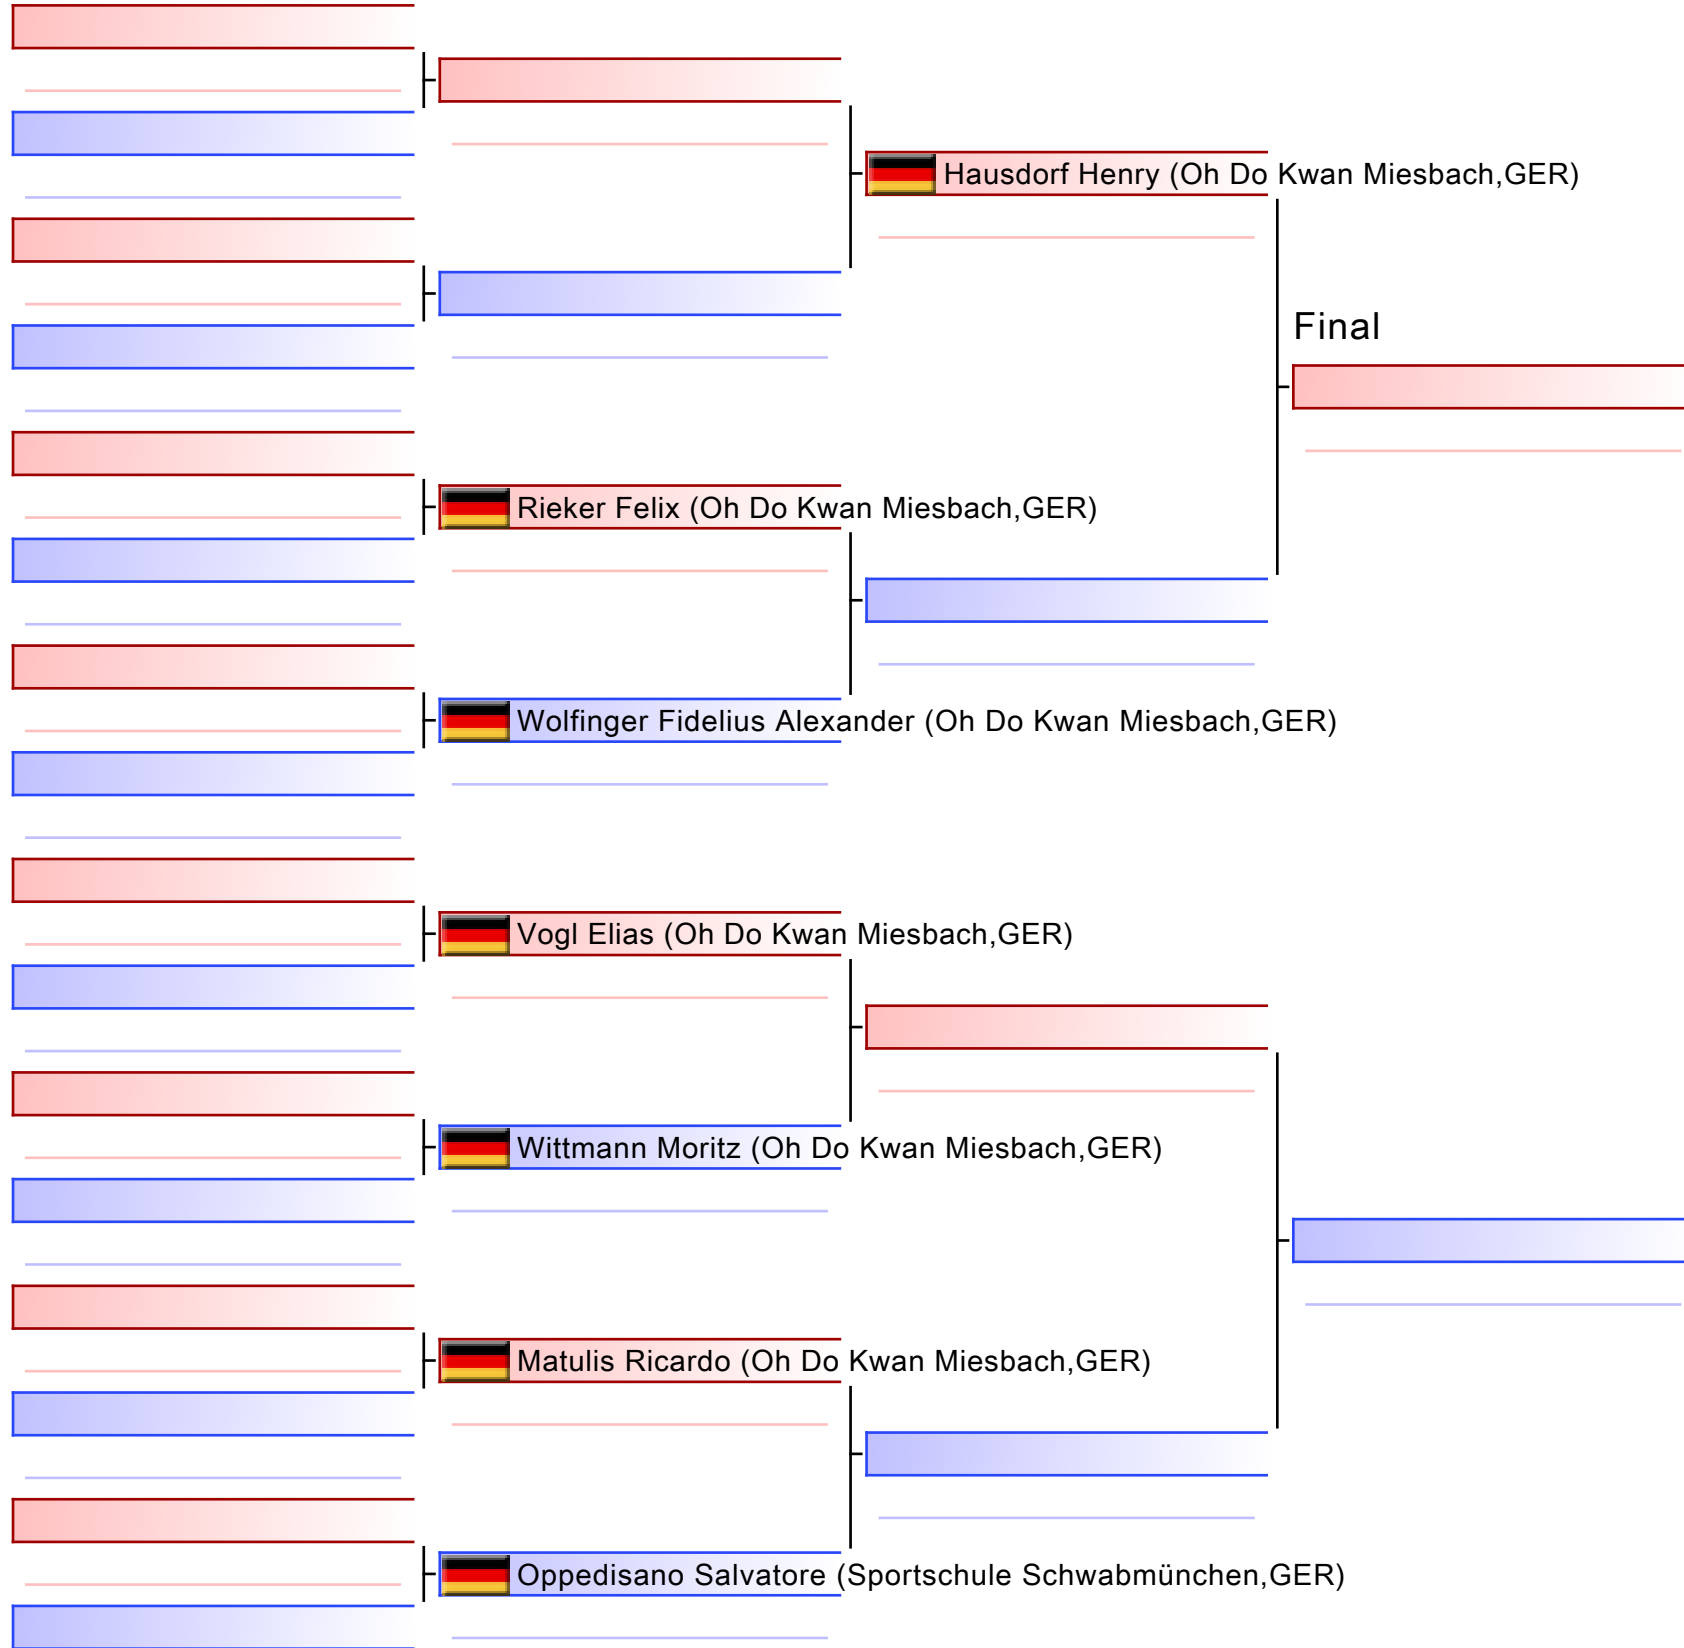 Hausdorf Henry (Oh Do Kwan Miesbach,GER)
Final
Rieker Felix (Oh Do Kwan Miesbach,GER)
Wolfinger Fidelius Alexander (Oh Do Kwan Miesbach,GER)
Vogl Elias (Oh Do Kwan Miesbach,GER)
Wittmann Moritz (Oh Do Kwan Miesbach,GER)
Matulis Ricardo (Oh Do Kwan Miesbach,GER)
Oppedisano Salvatore (Sportschule Schwabmünchen,GER)